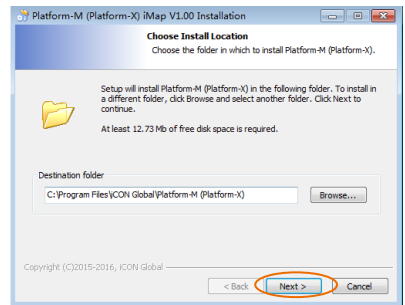 Platform-M (Platform-X) iMap V1.00 Installation
Choose Install Location
Choose the folder in which to install Platform-M (Platform-X).
Setup will install Platform-M (Platform-X) in the following folder. To install in
a different folder, click Browse and select another folder. Click Next to
continue.
At least 12.73 Mb of free disk space is required.
Destination folder
C:\Program Files\iCON Global\Platform-M (Platform-X)
Browse...
Copyright (C)2015-2016, iCON Global
< Back
Next >
Cancel